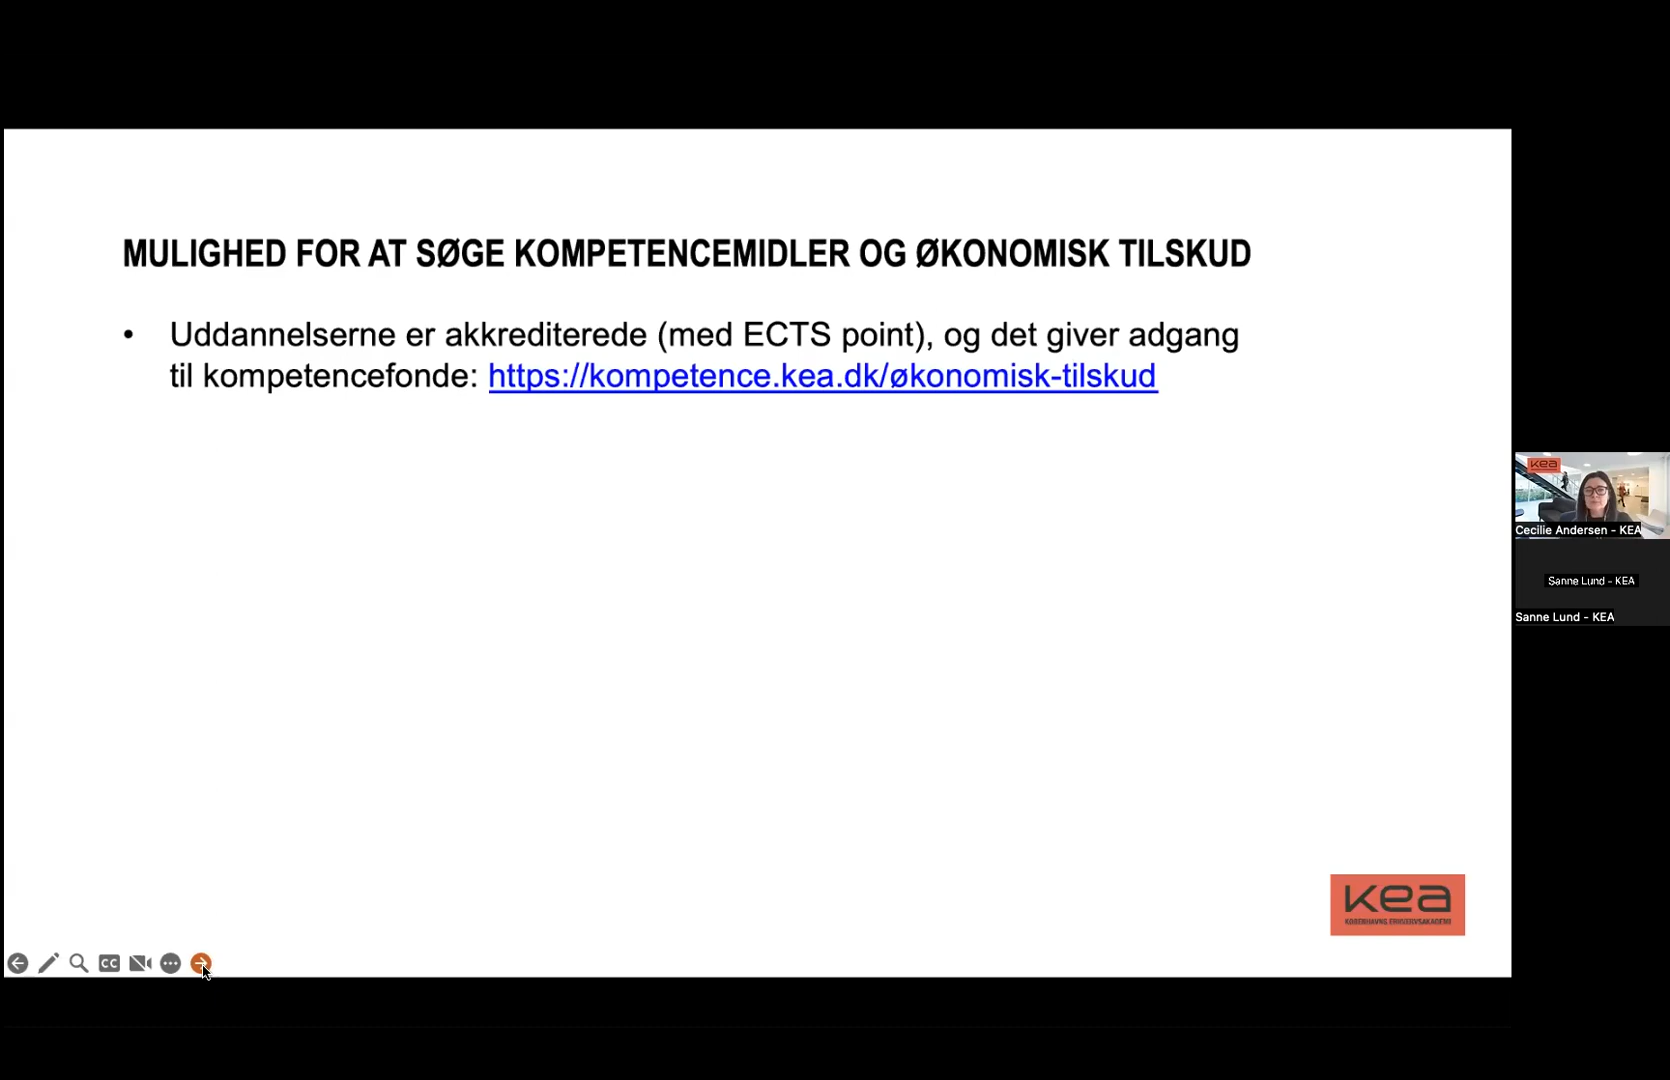 MULIGHED FOR AT SØGE KOMPETENCEMIDLER OG ØKONOMISK TILSKUD
• Uddannelserne er akkrediterede (med ECTS point), og det giver adgang
til kompetencefonde: https://kompetence.kea.dk/økonomisk-tilskud
kea
Cecilie Andersen - KEA
Sanne Lund - KEA
Sanne Lund - KEA
kea
KØBENHAVNS ERHVERVSAKADEMI
CC